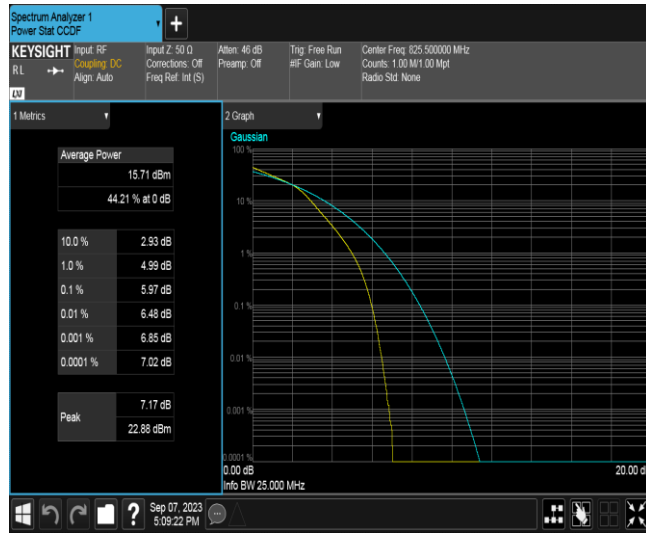 Spectrum Analyzer 1
Power Stat CCDF
KEYSIGHT
Input: RF
Coupling: DC
Align: Auto
Input Z: 50 Ω
Corrections: Off
Freq Ref: Int (S)
Atten: 46 dB
Preamp: Off
Trig: Free Run
#IF Gain: Low
Center Freq: 825.500000 MHz
Counts: 1.00 M/1.00 Mpt
Radio Std: None
R L
LXI
1 Metrics
Average Power
15.71 dBm
44.21 % at 0 dB
10.0 % 2.93 dB
1.0 % 4.99 dB
0.1 % 5.97 dB
0.01 % 6.48 dB
0.001 % 6.85 dB
0.0001 % 7.02 dB
Peak
7.17 dB
22.88 dBm
2 Graph
Gaussian
100 %
10 %
1 %
0.1 %
0.01 %
0.001 %
0.0001 %
0.00 dB
20.00 d
Info BW 25.000 MHz
?
Sep 07, 2023
5:09:22 PM